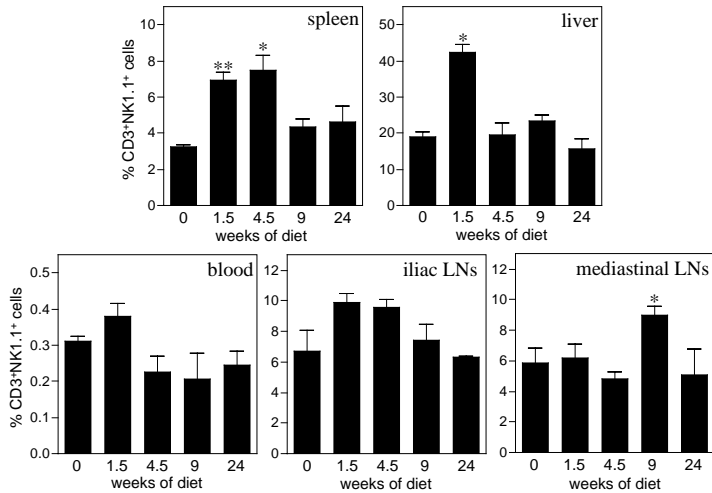 spleen
liver
% CD3⁺NK1.1⁺ cells
10
8
6
4
2
0
**
*
50
40
30
20
10
0
*
0 1.5 4.5 9 24
0 1.5 4.5 9 24
weeks of diet
weeks of diet
blood
iliac LNs
mediastinal LNs
% CD3⁺NK1.1⁺ cells
0.5
0.4
0.3
0.2
0.1
0.0
12
10
8
6
4
2
0
12
10
8
6
4
2
0
*
0 1.5 4.5 9 24
0 1.5 4.5 9 24
0 1.5 4.5 9 24
weeks of diet
weeks of diet
weeks of diet